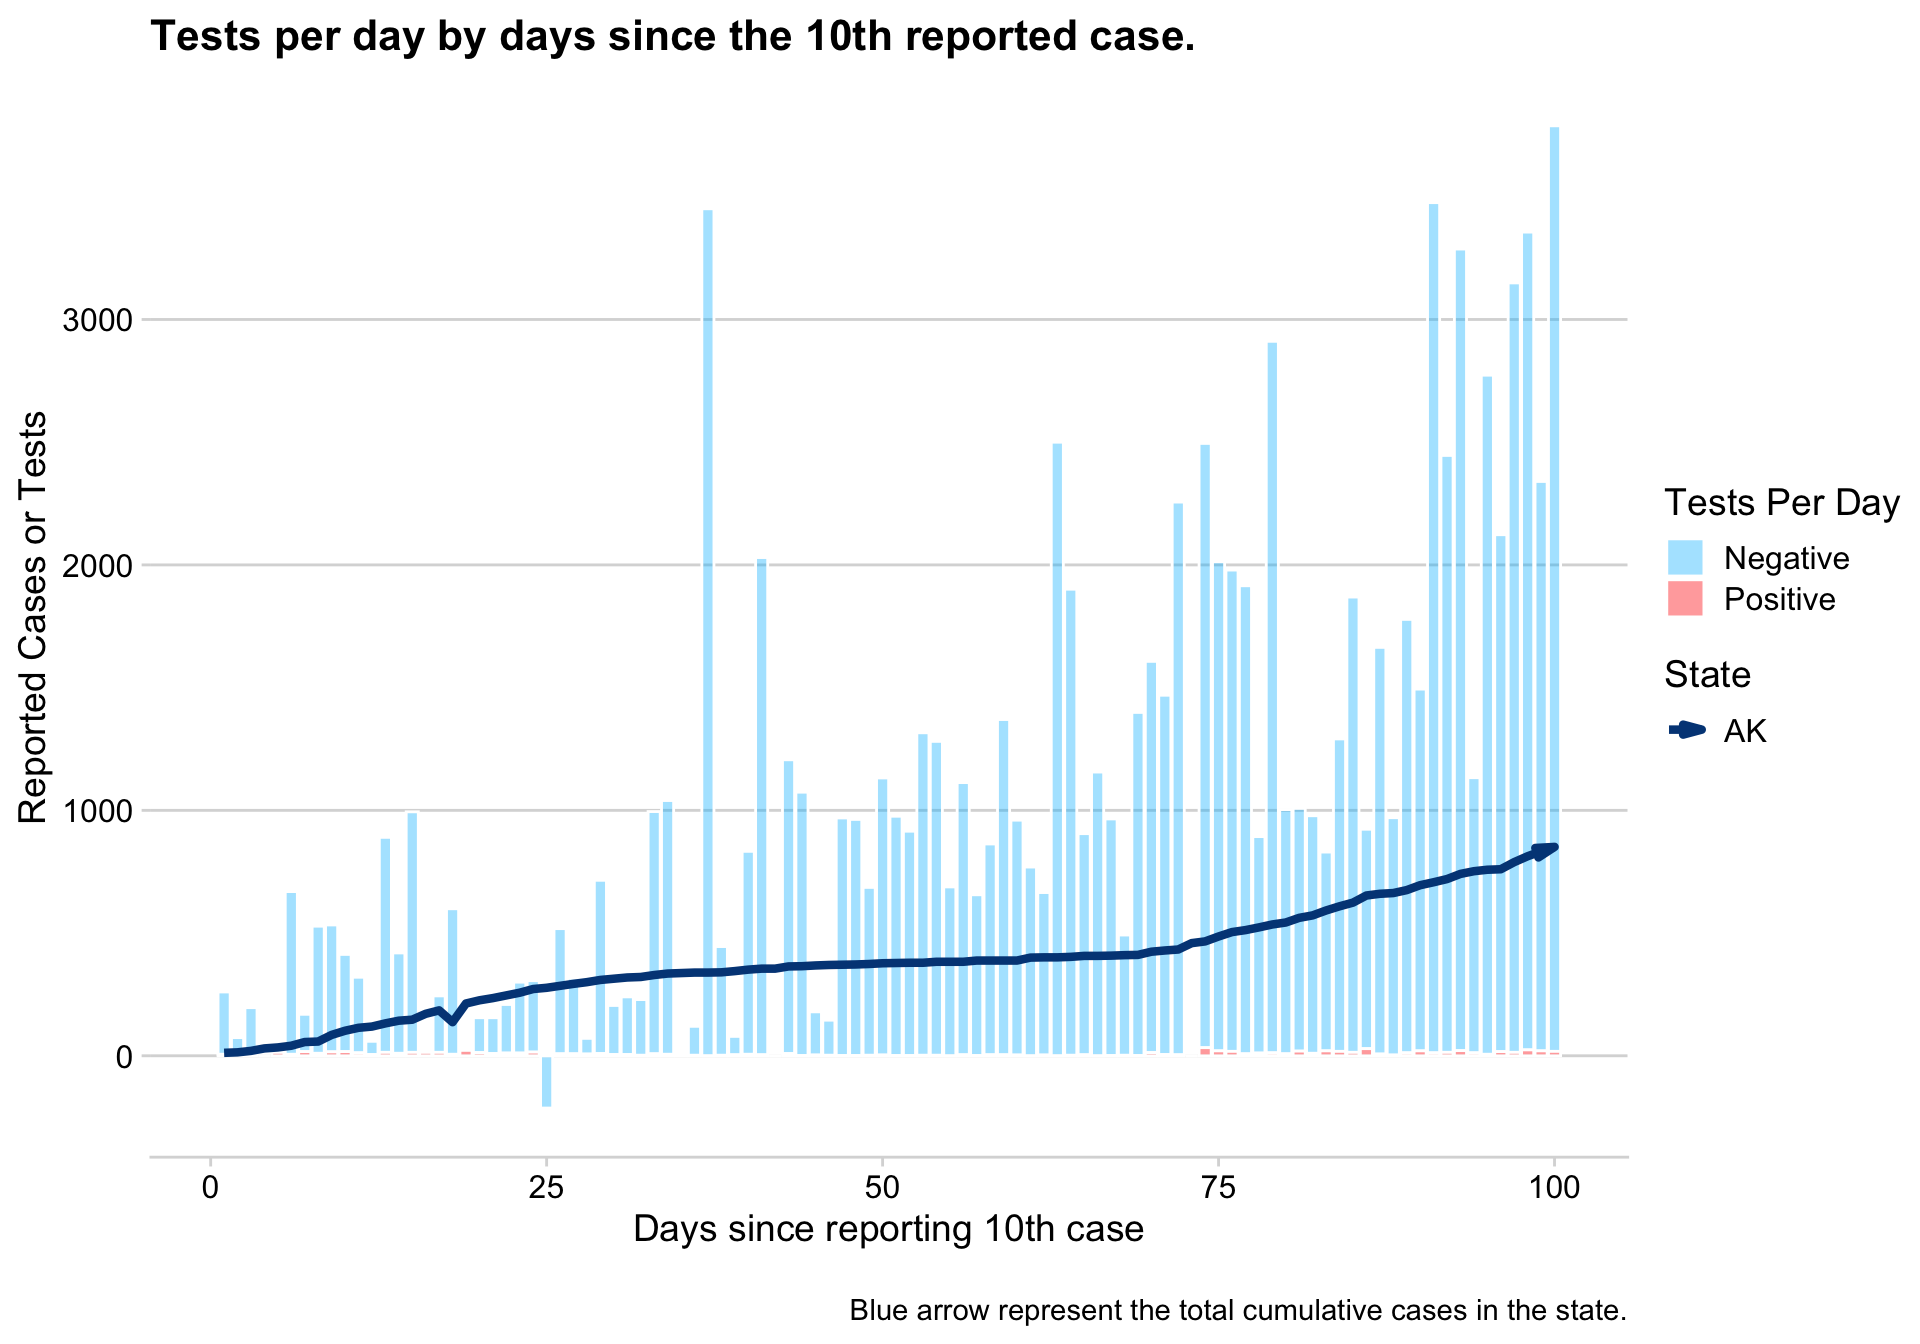 Tests per day by days since the 10th reported case.
Reported Cases or Tests
3000
2000
1000
0
0 25 50 75 100
Days since reporting 10th case
Tests Per Day
Negative
Positive
State
AK
Blue arrow represent the total cumulative cases in the state.